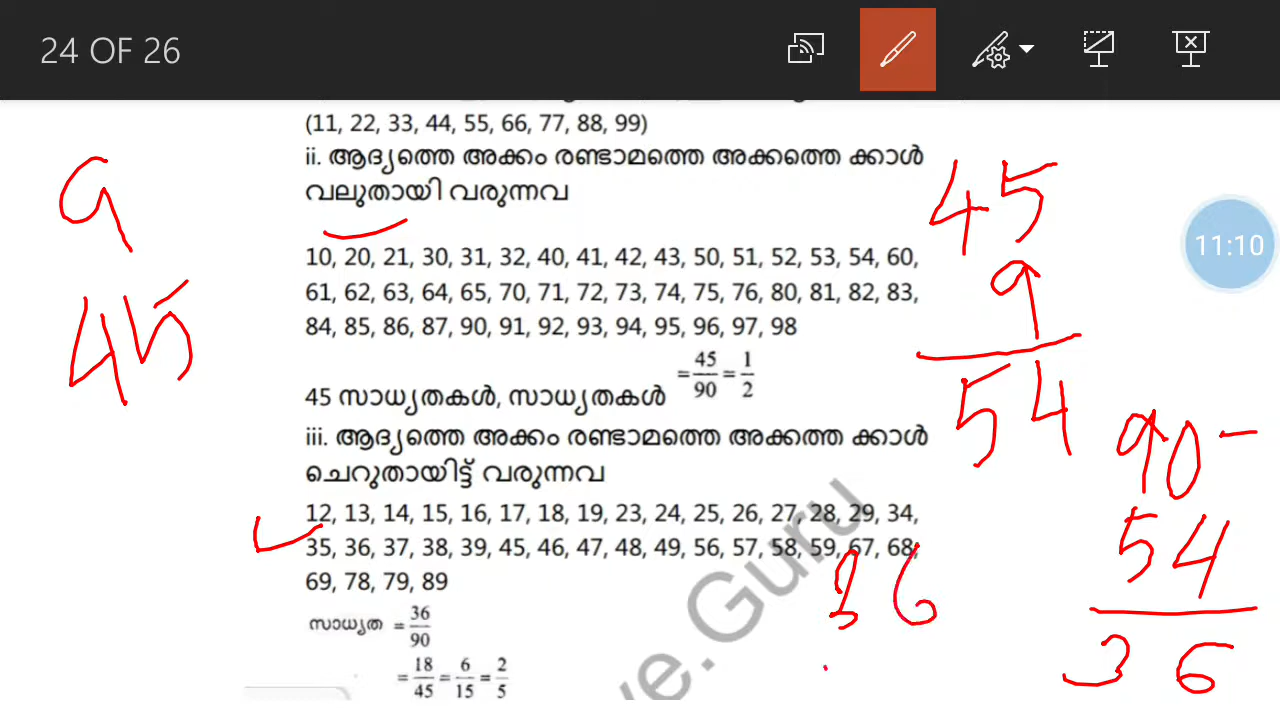 24 OF 26
(11, 22, 33, 44, 55, 66, 77, 88, 99)
ii. ആദ്യത്തെ അക്കം രണ്ടാമത്തെ അക്കത്തെ ക്കാൾ
വലുതായി വരുന്നവ
10, 20, 21, 30, 31, 32, 40, 41, 42, 43, 50, 51, 52, 53, 54, 60,
61, 62, 63, 64, 65, 70, 71, 72, 73, 74, 75, 76, 80, 81, 82, 83,
84, 85, 86, 87, 90, 91, 92, 93, 94, 95, 96, 97, 98
45 സാധ്യതകൾ, സാധ്യതകൾ = 45/90 = 1/2
iii. ആദ്യത്തെ അക്കം രണ്ടാമത്തെ അക്കത്ത ക്കാൾ
ചെറുതായിട്ട് വരുന്നവ
12, 13, 14, 15, 16, 17, 18, 19, 23, 24, 25, 26, 27, 28, 29, 34,
35, 36, 37, 38, 39, 45, 46, 47, 48, 49, 56, 57, 58, 59, 67, 68,
69, 78, 79, 89
സാധ്യത = 36/90
= 18/45 = 6/15 = 2/5
9
45
45
9
54
90 -
54
36
36
11:10
ve.Guru